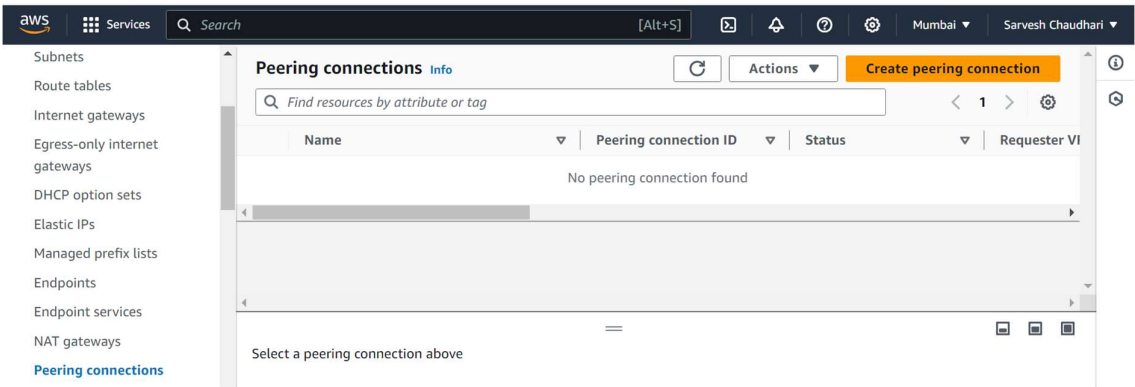 aws Services Search [Alt+S] Mumbai Sarvesh Chaudhari
Subnets
Route tables
Internet gateways
Egress-only internet
gateways
DHCP option sets
Elastic IPs
Managed prefix lists
Endpoints
Endpoint services
NAT gateways
Peering connections
Peering connections Info Actions Create peering connection
Find resources by attribute or tag 1
Name Peering connection ID Status Requester
No peering connection found
Select a peering connection above